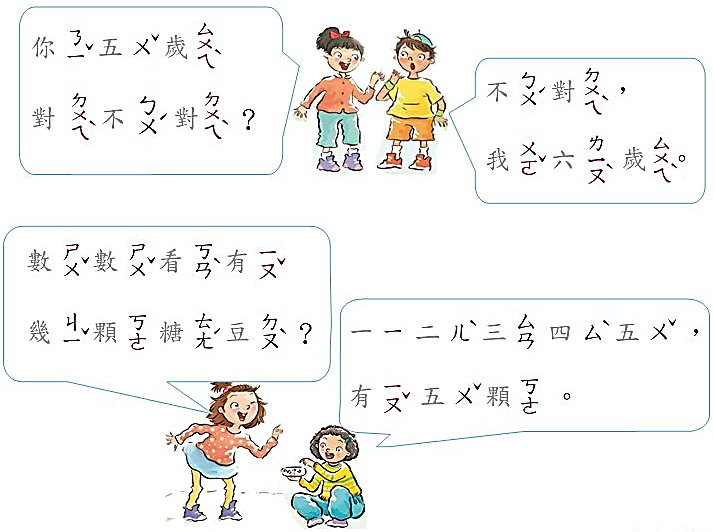 你ㄋㄧˇ五ㄨˇ歲ㄙㄨㄟˋ
對ㄉㄨㄟˋ不ㄅㄨˊ對ㄉㄨㄟˋ?
不ㄅㄨˊ對ㄉㄨㄟˋ,
我ㄨㄛˇ六ㄌㄧㄡˋ歲ㄙㄨㄟˋ。
數ㄕㄨˇ數ㄕㄨˇ看ㄎㄢˋ有ㄧㄡˇ
幾ㄐㄧˇ顆ㄎㄜ糖ㄊㄤˊ豆ㄉㄡˋ?
一ㄧ二ㄦˋ三ㄙㄢ四ㄙˋ五ㄨˇ,
有ㄧㄡˇ五ㄨˇ顆ㄎㄜ。